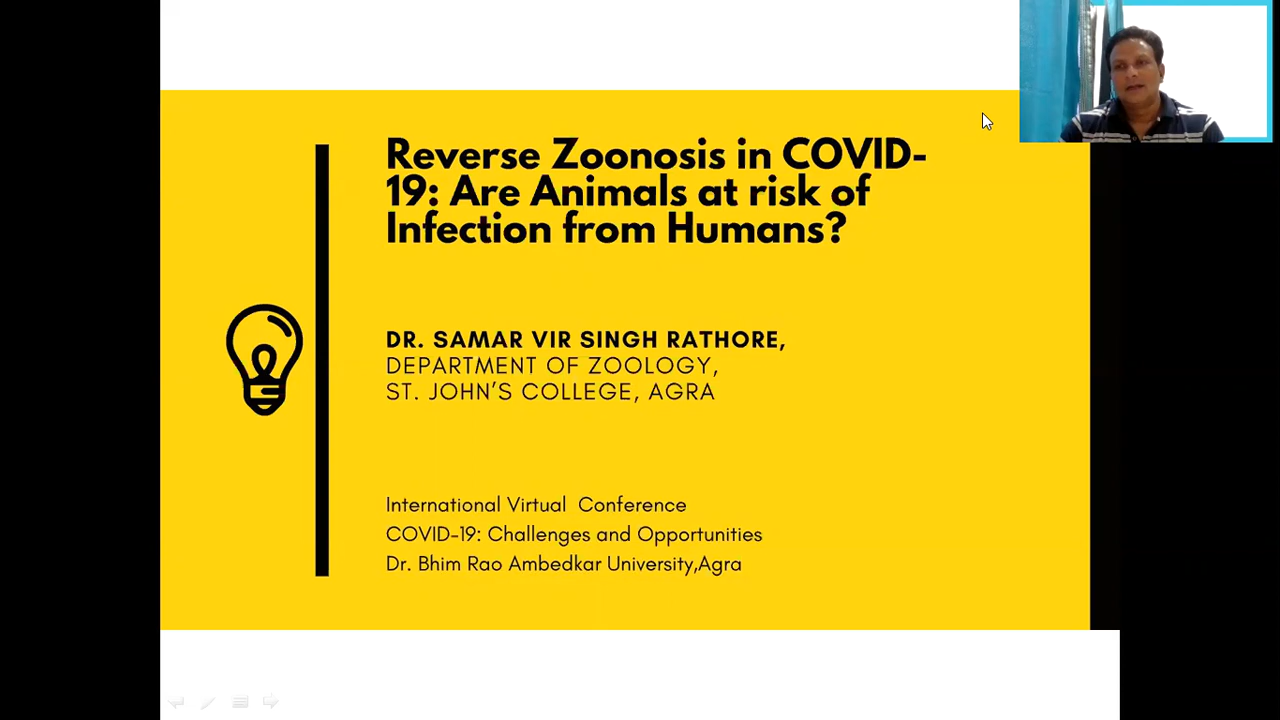 Reverse Zoonosis in COVID-
19: Are Animals at risk of
Infection from Humans?
DR. SAMAR VIR SINGH RATHORE,
DEPARTMENT OF ZOOLOGY,
ST. JOHN'S COLLEGE, AGRA
International Virtual  Conference
COVID-19: Challenges and Opportunities
Dr. Bhim Rao Ambedkar University,Agra